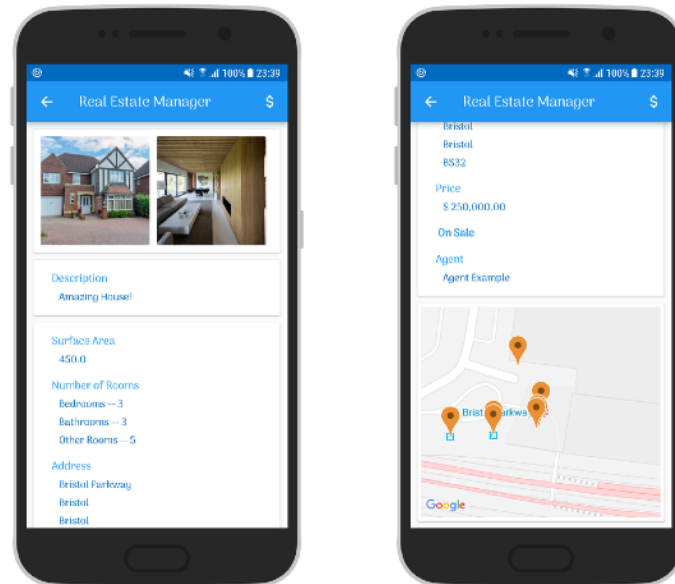 100% 23:39
Real Estate Manager $
Description
Amazing House!
Surface Area
450.0
Number of Rooms
Bedrooms -- 3
Bathrooms -- 3
Other Rooms -- 5
Address
Bristol Parkway
Bristol
Bristol
100% 23:39
Real Estate Manager $
Bristol
Bristol
BS32
Price
$ 250,000.00
On Sale
Agent
Agent Example
Bristol Parkway
Google